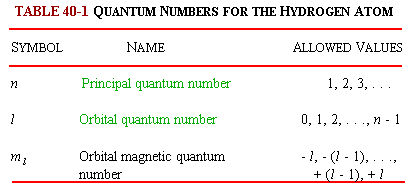 TABLE 40-1 QUANTUM NUMBERS FOR THE HYDROGEN ATOM
SYMBOL NAME ALLOWED VALUES
n Principal quantum number 1, 2, 3, . . .
l Orbital quantum number 0, 1, 2, . . ., n - 1
m l Orbital magnetic quantum - l, - (l - 1), . . .,
number + (l - 1), + l